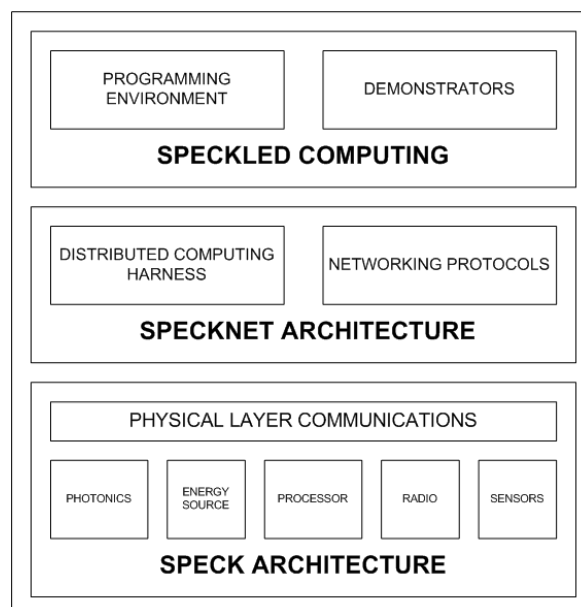 PROGRAMMING
ENVIRONMENT
DEMONSTRATORS
SPECKLED COMPUTING
DISTRIBUTED COMPUTING
HARNESS
NETWORKING PROTOCOLS
SPECKNET ARCHITECTURE
PHYSICAL LAYER COMMUNICATIONS
PHOTONICS
ENERGY
SOURCE
PROCESSOR
RADIO
SENSORS
SPECK ARCHITECTURE